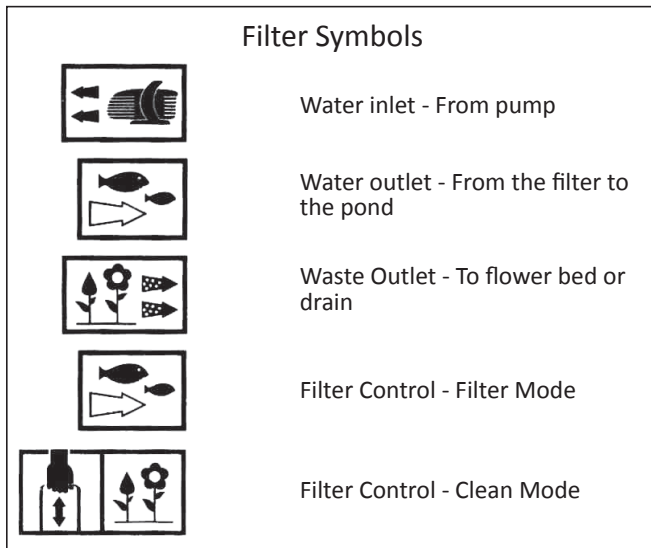 Filter Symbols
Water inlet - From pump
Water outlet - From the filter to
the pond
Waste Outlet - To flower bed or
drain
Filter Control - Filter Mode
Filter Control - Clean Mode